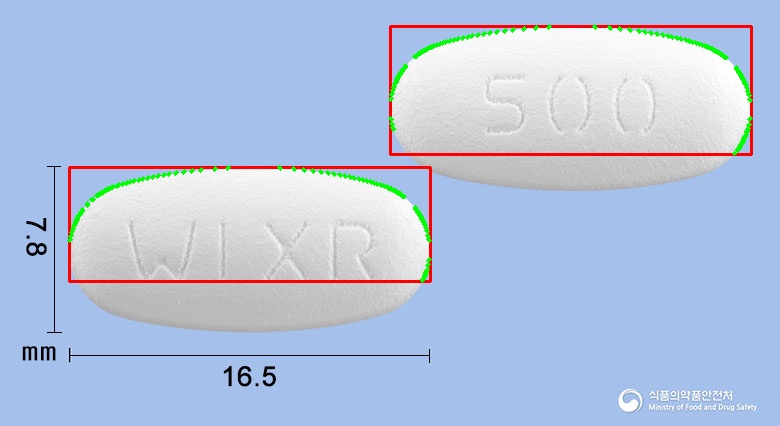 500
WIXR
7.8
mm
16.5
식품의약품안전처
Ministry of Food and Drug Safety